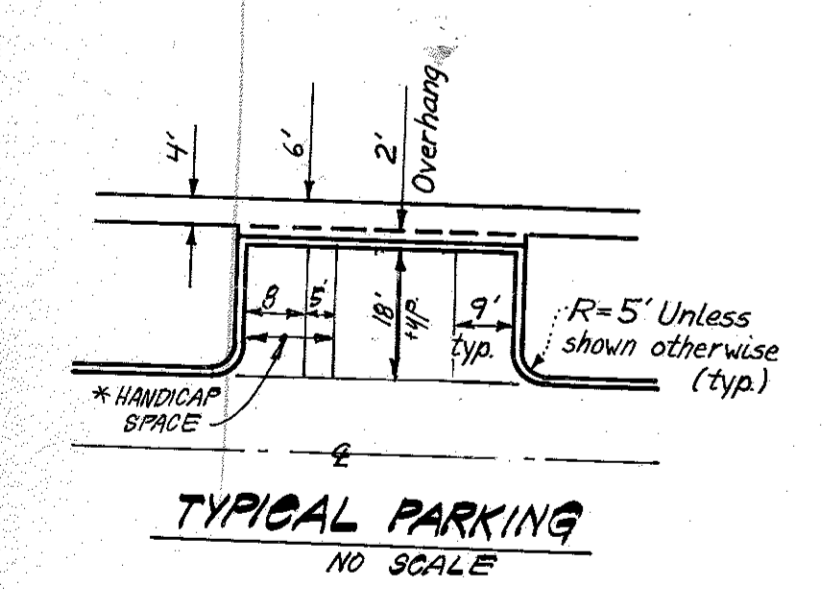 4'
6'
2'
Overhang
8
5'
18'
typ.
9'
typ.
R=5' Unless
shown otherwise
(typ.)
* HANDICAP
SPACE
℄
TYPICAL PARKING
NO SCALE